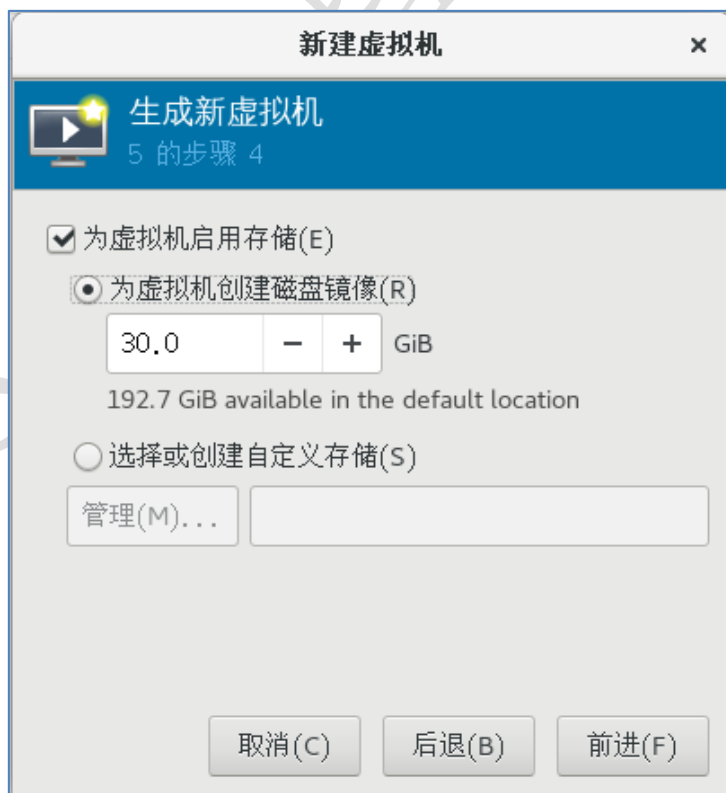 新建虚拟机 ×
生成新虚拟机
5 的步骤 4
为虚拟机启用存储(E)
为虚拟机创建磁盘镜像(R)
30.0 − + GiB
192.7 GiB available in the default location
选择或创建自定义存储(S)
管理(M)...
取消(C) 后退(B) 前进(F)